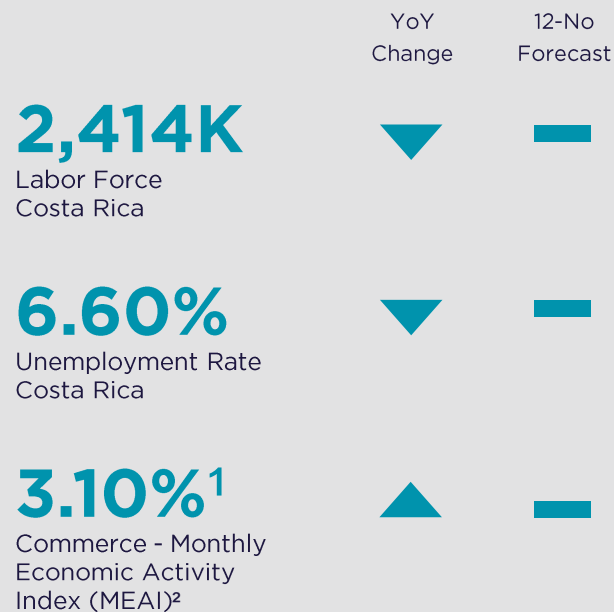 YoY 12-No
Change Forecast
2,414K
Labor Force
Costa Rica
6.60%
Unemployment Rate
Costa Rica
3.10%¹
Commerce - Monthly
Economic Activity
Index (MEAI)²